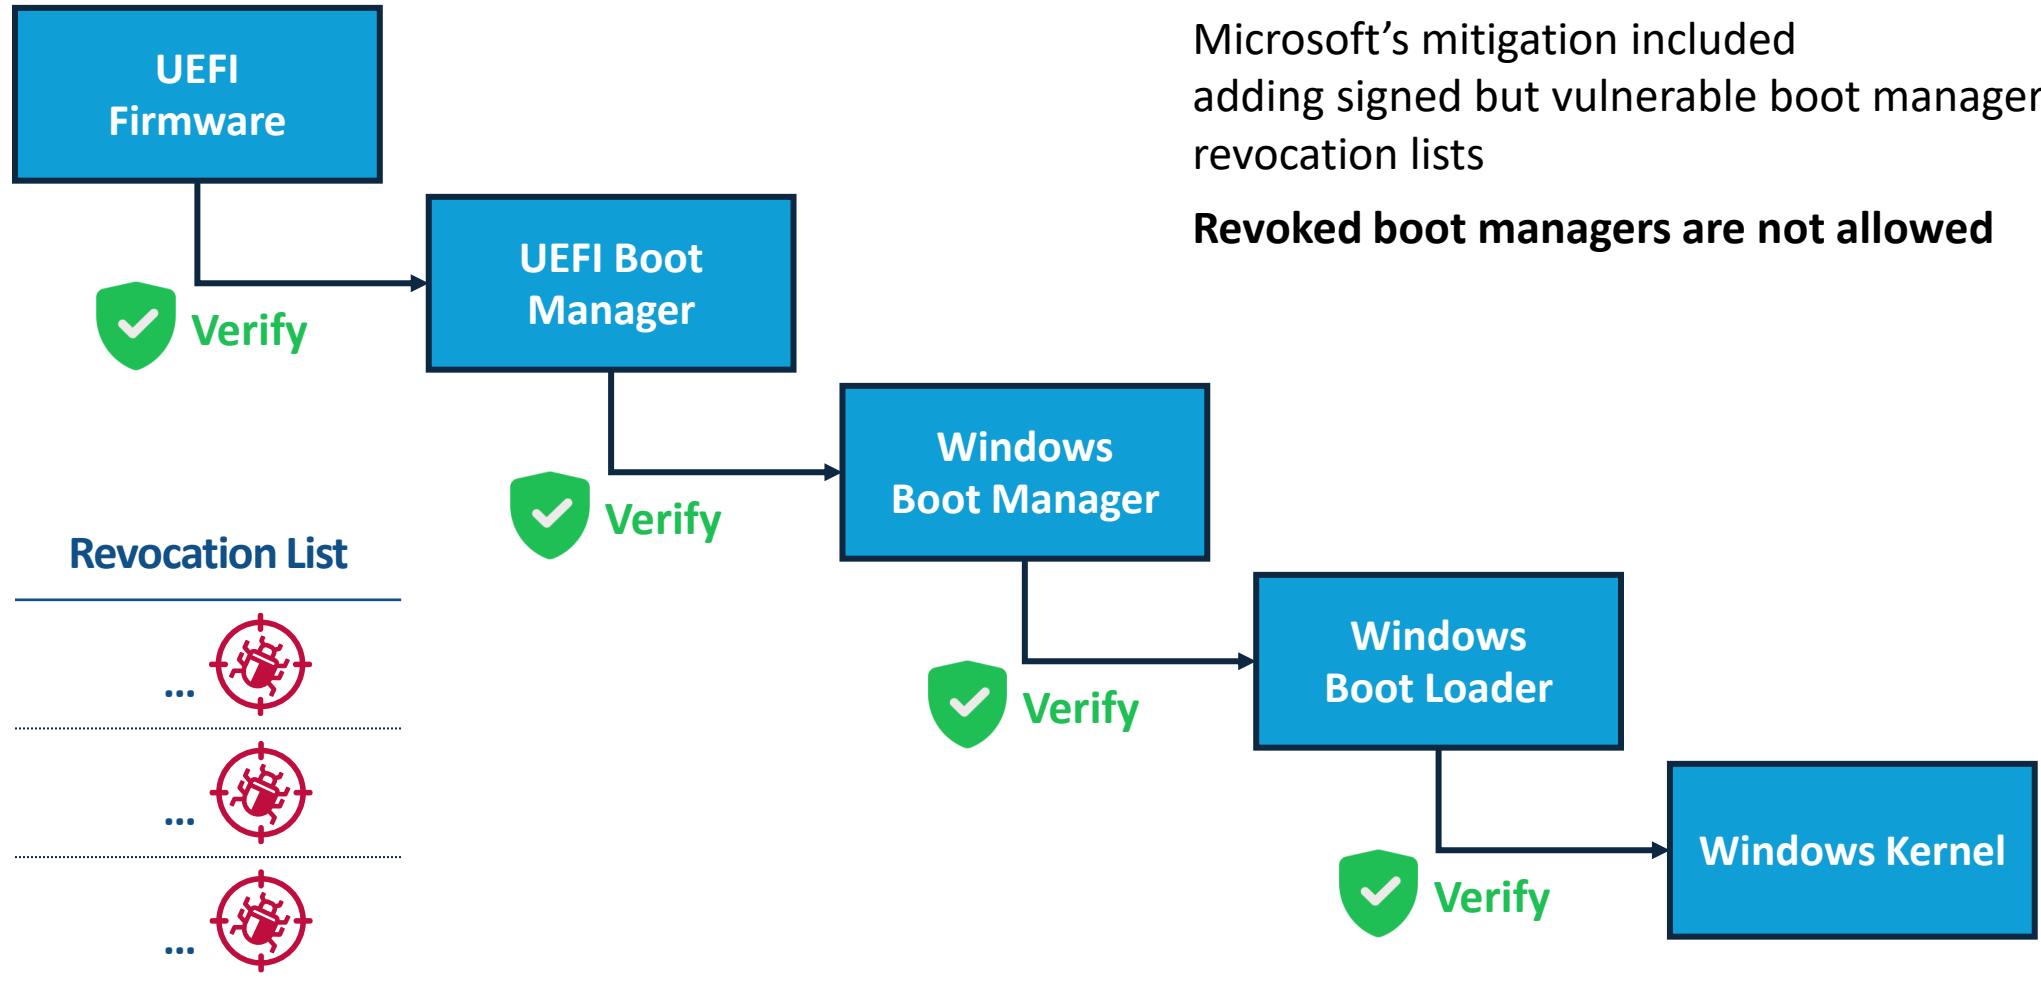 UEFI
Firmware
Microsoft’s mitigation included
adding signed but vulnerable boot manager
revocation lists
Revoked boot managers are not allowed
UEFI Boot
Manager
Verify
Windows
Boot Manager
Verify
Revocation List
Windows
Boot Loader
Verify
...
...
Windows Kernel
Verify
...